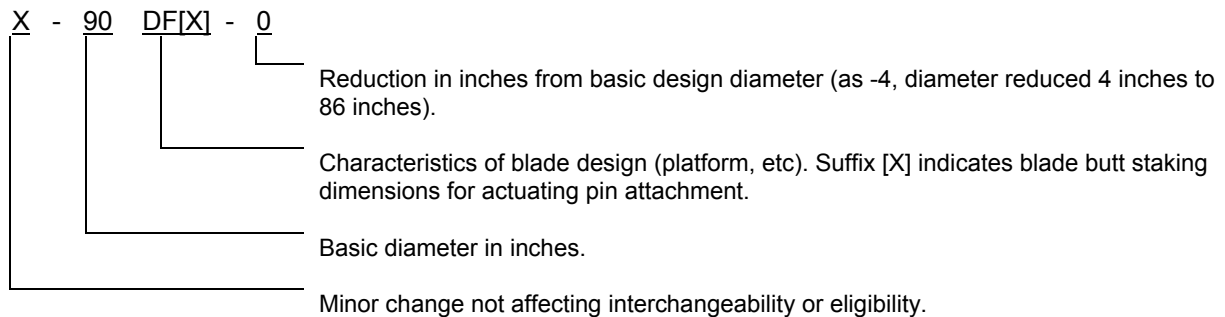 X - 90 DF[X] - 0
Reduction in inches from basic design diameter (as -4, diameter reduced 4 inches to
86 inches).
Characteristics of blade design (platform, etc). Suffix [X] indicates blade butt staking
dimensions for actuating pin attachment.
Basic diameter in inches.
Minor change not affecting interchangeability or eligibility.